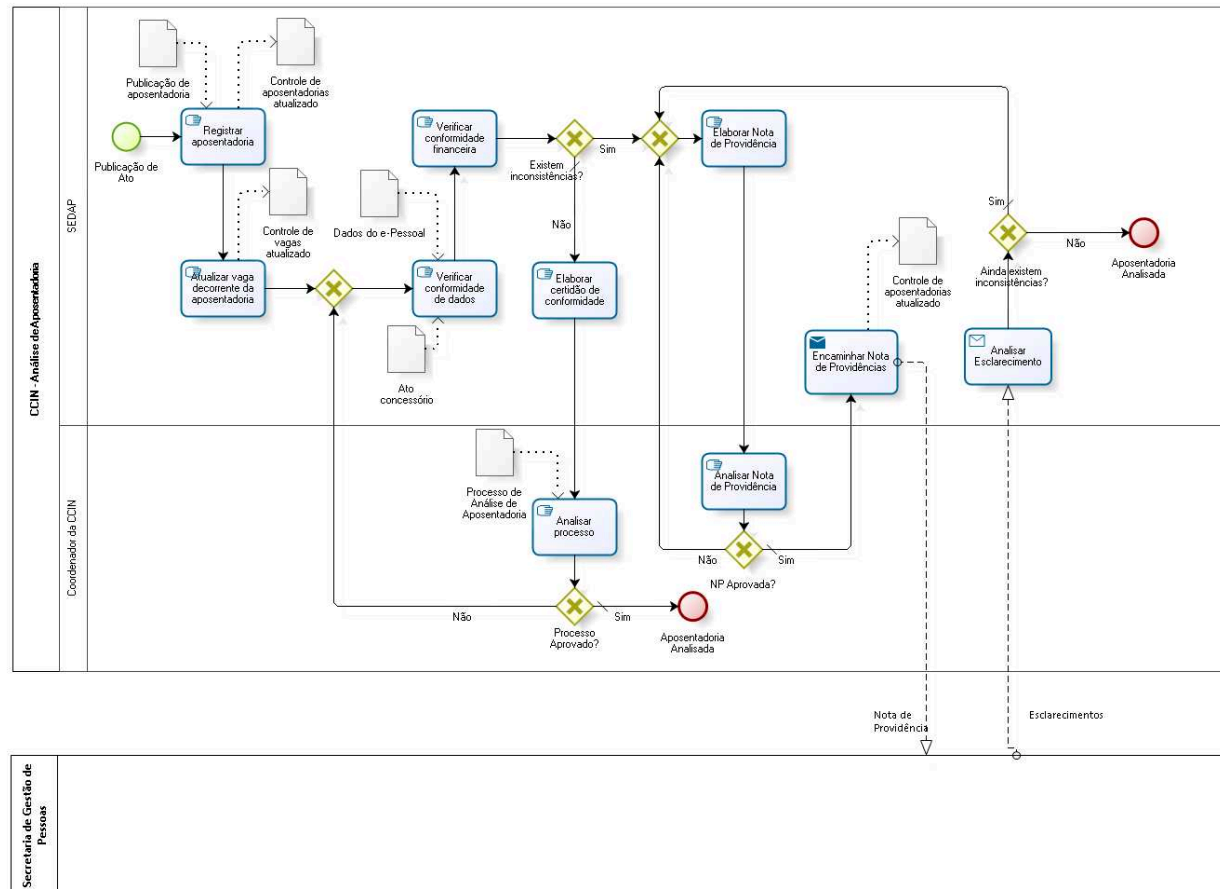 CCIN - Análise de Aposentadoria
SEDAP
Publicação de
aposentadoria
Controle de
aposentadorias
atualizado
Publicação de
Ato
Registrar
aposentadoria
Controle de
vagas
atualizado
Atualizar vaga
decorrente da
aposentadoria
Dados do e-Pessoal
Verificar
conformidade
financeira
Verificar
conformidade
de dados
Ato
concessório
Existem
inconsistências?
Sim
Não
Elaborar
certidão de
conformidade
Elaborar Nota
de Providência
Controle de
aposentadorias
atualizado
Encaminhar Nota
de Providências
Sim
Não
Ainda existem
inconsistências?
Aposentadoria
Analisada
Analisar
Esclarecimento
Coordenador da CCIN
Processo de
Análise de
Aposentadoria
Analisar
processo
Não
Sim
Processo
Aprovado?
Aposentadoria
Analisada
Analisar Nota
de Providência
Não
Sim
NP Aprovada?
Nota de
Providência
Esclarecimentos
Secretaria de Gestão de
Pessoas